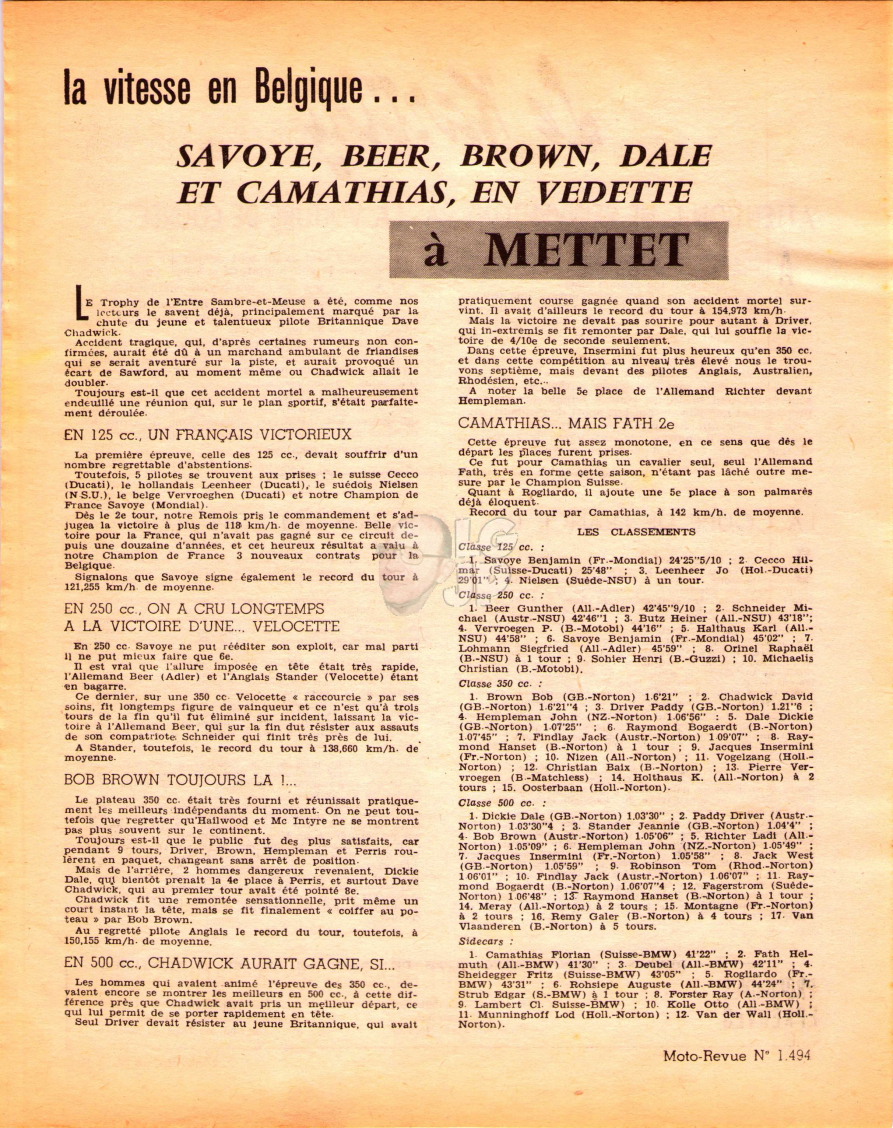 la vitesse en Belgique...
SAVOYE, BEER, BROWN, DALE
ET CAMATHIAS, EN VEDETTE
à METTET
LE Trophy de l'Entre Sambre-et-Meuse a été, comme nos
lecteurs le savent déjà, principalement marqué par la
chute du jeune et talentueux pilote Britannique Dave
Chadwick.
Accident tragique, qui, d'après certaines rumeurs non con-
firmées, aurait été dû à un marchand ambulant de friandises
qui se serait aventuré sur la piste, et aurait provoqué un
écart de Sawford, au moment même ou Chadwick allait le
doubler.
Toujours est-il que cet accident mortel a malheureusement
endeuillé une réunion qui, sur le plan sportif, s'était parfaite-
ment déroulée.
EN 125 cc., UN FRANÇAIS VICTORIEUX
La première épreuve, celle des 125 cc., devait souffrir d'un
nombre regrettable d'abstentions.
Toutefois, 5 pilotes se trouvent aux prises ; le suisse Cecco
(Ducati), le hollandais Leenheer (Ducati), le suédois Nielsen
(N.S.U.), le belge Vervroeghen (Ducati) et notre Champion de
France Savoye (Mondial).
Dès le 2e tour, notre Remois prit le commandement et s'ad-
jugea la victoire à plus de 118 km/h. de moyenne. Belle vic-
toire pour la France, qui n'avait pas gagné sur ce circuit de-
puis une douzaine d'années, et cet heureux résultat a valu à
notre Champion de France 3 nouveaux contrats pour la
Belgique.
Signalons que Savoye signe également le record du tour à
121,255 km/h. de moyenne.
EN 250 cc., ON A CRU LONGTEMPS
A LA VICTOIRE D'UNE... VELOCETTE
En 250 cc. Savoye ne put rééditer son exploit, car mal parti
il ne put mieux faire que 6e.
Il est vrai que l'allure imposée en tête était très rapide,
l'Allemand Beer (Adler) et l'Anglais Stander (Velocette) étant
en bagarre.
Ce dernier, sur une 350 cc. Velocette « raccourcie » par ses
soins, fit longtemps figure de vainqueur et ce n'est qu'à trois
tours de la fin qu'il fut éliminé sur incident, laissant la vic-
toire à l'Allemand Beer, qui sur la fin dut résister aux assauts
de son compatriote Schneider qui finit très près de lui.
A Stander, toutefois, le record du tour à 138,660 km/h. de
moyenne.
BOB BROWN TOUJOURS LA !...
Le plateau 350 cc. était très fourni et réunissait pratique-
ment les meilleurs indépendants du moment. On ne peut tou-
tefois que regretter qu'Hailwood et Mc Intyre ne se montrent
pas plus souvent sur le continent.
Toujours est-il que le public fut des plus satisfaits, car
pendant 9 tours, Driver, Brown, Hempleman et Perris rou-
lèrent en paquet, changeant sans arrêt de position.
Mais de l'arrière, 2 hommes dangereux revenaient, Dickie
Dale, qui bientôt prenait la 4e place à Perris, et surtout Dave
Chadwick, qui au premier tour avait été pointé 8e.
Chadwick fit une remontée sensationnelle, prit même un
court instant la tête, mais se fit finalement « coiffer au po-
teau » par Bob Brown.
Au regretté pilote Anglais le record du tour, toutefois, à
150,155 km/h. de moyenne.
EN 500 cc., CHADWICK AURAIT GAGNE, SI...
Les hommes qui avaient animé l'épreuve des 350 cc., de-
vaient encore se montrer les meilleurs en 500 cc., à cette dif-
férence près que Chadwick avait pris un meilleur départ, ce
qui lui permit de se porter rapidement en tête.
Seul Driver devait résister au jeune Britannique, qui avait
pratiquement course gagnée quand son accident mortel sur-
vint. Il avait d'ailleurs le record du tour à 154,973 km/h.
Mais la victoire ne devait pas sourire pour autant à Driver,
qui in-extremis se fit remonter par Dale, qui lui souffle la vic-
toire de 4/10e de seconde seulement.
Dans cette épreuve, Insermini fut plus heureux qu'en 350 cc.
et dans cette compétition au niveau très élevé nous le trou-
vons septième, mais devant des pilotes Anglais, Australien,
Rhodésien, etc...
A noter la belle 5e place de l'Allemand Richter devant
Hempleman.
CAMATHIAS... MAIS FATH 2e
Cette épreuve fut assez monotone, en ce sens que dès le
départ les places furent prises.
Ce fut pour Camathias un cavalier seul, seul l'Allemand
Fath, très en forme cette saison, n'étant pas lâché outre me-
sure par le Champion Suisse.
Quant à Rogliardo, il ajoute une 5e place à son palmarès
déjà éloquent.
Record du tour par Camathias, à 142 km/h. de moyenne.
LES CLASSEMENTS
Classe 125 cc. :
1. Savoye Benjamin (Fr.-Mondial) 24'25"5/10 ; 2. Cecco Hil-
mar (Suisse-Ducati) 25'48" ; 3. Leenheer Jo (Hol.-Ducati)
29'01" ; 4. Nielsen (Suède-NSU) à un tour.
Classe 250 cc. :
1. Beer Gunther (All.-Adler) 42'45"9/10 ; 2. Schneider Mi-
chael (Austr.-NSU) 42'46"1 ; 3. Butz Heiner (All.-NSU) 43'18";
4. Vervroegen P. (B.-Motobi) 44'16" ; 5. Halthaus Karl (All.-
NSU) 44'58" ; 6. Savoye Benjamin (Fr.-Mondial) 45'02" ; 7.
Lohmann Siegfried (All.-Adler) 45'59" ; 8. Orinel Raphaël
(B.-NSU) à 1 tour ; 9. Sohier Henri (B.-Guzzi) ; 10. Michaelis
Christian (B.-Motobi).
Classe 350 cc. :
1. Brown Bob (GB.-Norton) 1.6'21" ; 2. Chadwick David
(GB.-Norton) 1.6'21"4 ; 3. Driver Paddy (GB.-Norton) 1.21"6 ;
4. Hempleman John (NZ.-Norton) 1.06'56" : 5. Dale Dickie
(GB.-Norton) 1.07'25" ; 6. Raymond Bogaerdt (B.-Norton)
1.07'45" ; 7. Findlay Jack (Austr.-Norton) 1.09'07" ; 8. Ray-
mond Hanset (B.-Norton) à 1 tour ; 9. Jacques Insermini
(Fr.-Norton) ; 10. Nizen (All.-Norton) ; 11. Vogelzang (Holl.-
Norton) ; 12. Christian Baix (B.-Norton) ; 13. Pierre Ver-
vroegen (B.-Matchless) ; 14. Holthaus K. (All.-Norton) à 2
tours ; 15. Oosterbaan (Holl.-Norton).
Classe 500 cc. :
1. Dickie Dale (GB.-Norton) 1.03'30" ; 2. Paddy Driver (Austr.-
Norton) 1.03'30"4 ; 3. Stander Jeannie (GB.-Norton) 1.04'4" ;
4. Bob Brown (Austr.-Norton) 1.05'06" ; 5. Richter Ladi (All.-
Norton) 1.05'09" ; 6. Hempleman John (NZ.-Norton) 1.05'49" ;
7. Jacques Insermini (Fr.-Norton) 1.05'58" ; 8. Jack West
(GB.-Norton) 1.05'59" ; 9. Robinson Tom (Rhod.-Norton)
1.06'01" ; 10. Findlay Jack (Austr.-Norton) 1.06'07" ; 11. Ray-
mond Bogaerdt (B.-Norton) 1.06'07"4 ; 12. Fagerstrom (Suède-
Norton) 1.06'48" ; 13. Raymond Hanset (B.-Norton) à 1 tour ;
14. Meray (All.-Norton) à 2 tours ; 15. Montagne (Fr.-Norton)
à 2 tours ; 16. Remy Galer (B.-Norton) à 4 tours ; 17. Van
Vlaanderen (B.-Norton) à 5 tours.
Sidecars :
1. Camathias Florian (Suisse-BMW) 41'22" ; 2. Fath Hel-
muth (All.-BMW) 41'30" ; 3. Deubel (All.-BMW) 42'11" ; 4.
Sheidegger Fritz (Suisse-BMW) 43'05" ; 5. Rogliardo (Fr.-
BMW) 43'31" ; 6. Rohsiepe Auguste (All.-BMW) 44'24" ; 7.
Strub Edgar (S.-BMW) à 1 tour ; 8. Forster Ray (A.-Norton) ;
9. Lambert Cl. Suisse-BMW) ; 10. Kolle Otto (All-BMW) ;
11. Munninghoff Lod (Holl.-Norton) ; 12. Van der Wall (Holl.-
Norton).
Moto-Revue N° 1.494